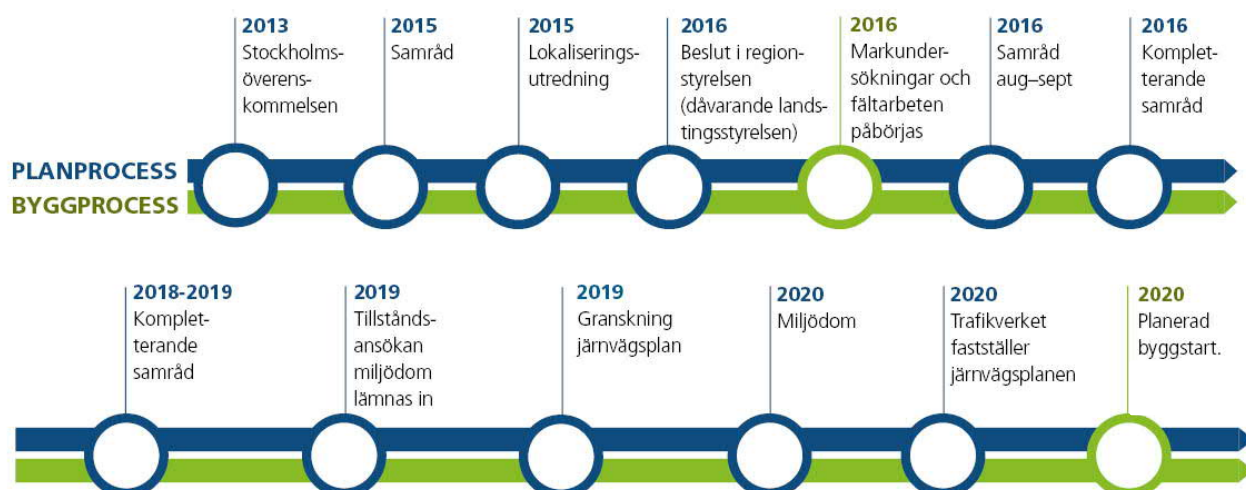 2013
Stockholms-
överens-
kommelsen
2015
Samråd
2015
Lokaliserings-
utredning
2016
Beslut i region-
styrelsen
(dåvarande lands-
tingsstyrelsen)
2016
Markunder-
sökningar och
fältarbeten
påbörjas
2016
Samråd
aug–sept
2016
Komplet-
terande
samråd
PLANPROCESS
BYGGPROCESS
2018-2019
Komplet-
terande
samråd
2019
Tillstånds-
ansökan
miljödom
lämnas in
2019
Granskning
järnvägsplan
2020
Miljödom
2020
Trafikverket
fastställer
järnvägsplanen
2020
Planerad
byggstart.